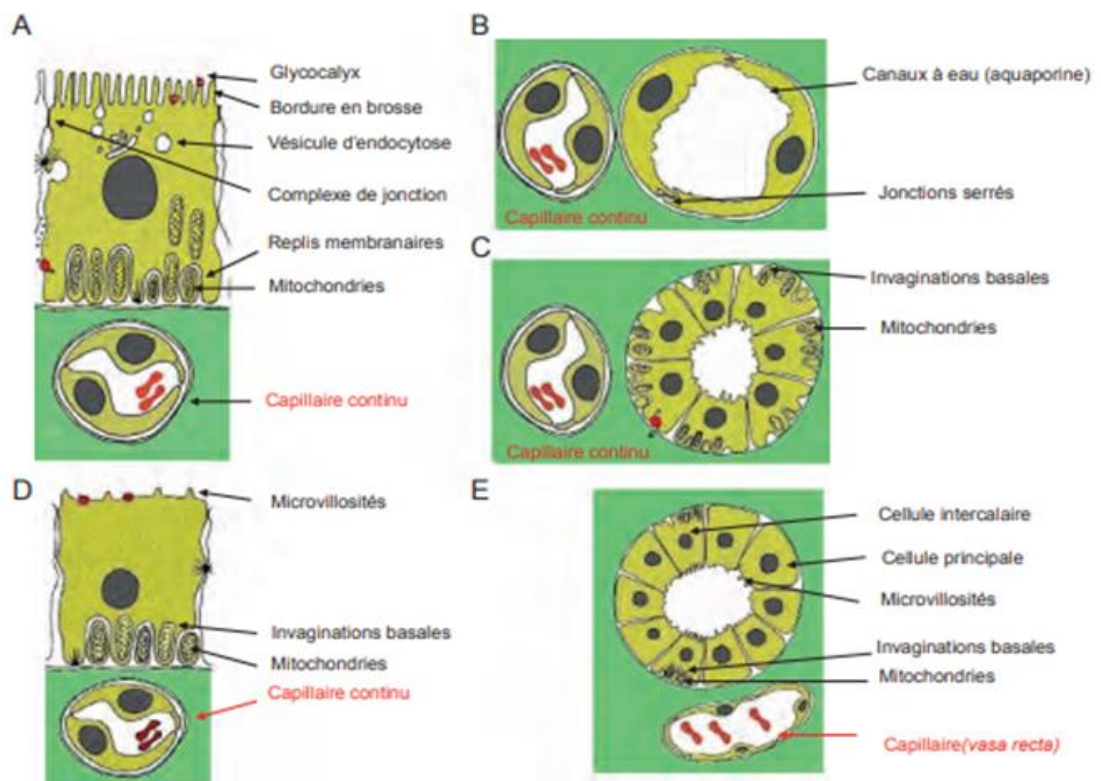 A
Glycocalyx
Bordure en brosse
Vésicule d'endocytose
Complexe de jonction
Replis membranaires
Mitochondries
Capillaire continu
B
Canaux à eau (aquaporine)
Jonctions serrés
Capillaire continu
C
Invaginations basales
Mitochondries
Capillaire continu
D
Microvillosités
Invaginations basales
Mitochondries
Capillaire continu
E
Cellule intercalaire
Cellule principale
Microvillosités
Invaginations basales
Mitochondries
Capillaire(vasa recta)